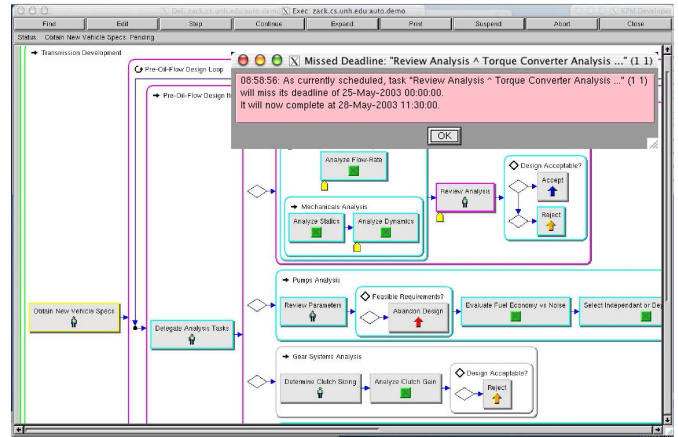 Exec: zack.cs.unh.edu:auto.demo
Find Edit Step Continue Expand Print Suspend Abort Close
Status: Obtain New Vehicle Specs: Pending
Transmission Development
Pre-Oil-Flow Design Loop
Pre-Oil-Flow Design
Missed Deadline: "Review Analysis ^ Torque Converter Analysis ..." (1 1)
08:58:56: As currently scheduled, task "Review Analysis ^ Torque Converter Analysis ..." (1 1)
will miss its deadline of 25-May-2003 00:00:00.
It will now complete at 28-May-2003 11:30:00.
OK
Analyze Flow-Rate
Mechanicals Analysis
Analyze Statics
Analyze Dynamics
Review Analysis
Design Acceptable?
Accept
Reject
Pumps Analysis
Review Parameters
Feasible Requirements?
Abandon Design
Evaluate Fuel Economy vs Noise
Select Independant or De
Obtain New Vehicle Specs
Delegate Analysis Tasks
Gear Systems Analysis
Determine Clutch Sizing
Analyze Clutch Gain
Design Acceptable?
Reject